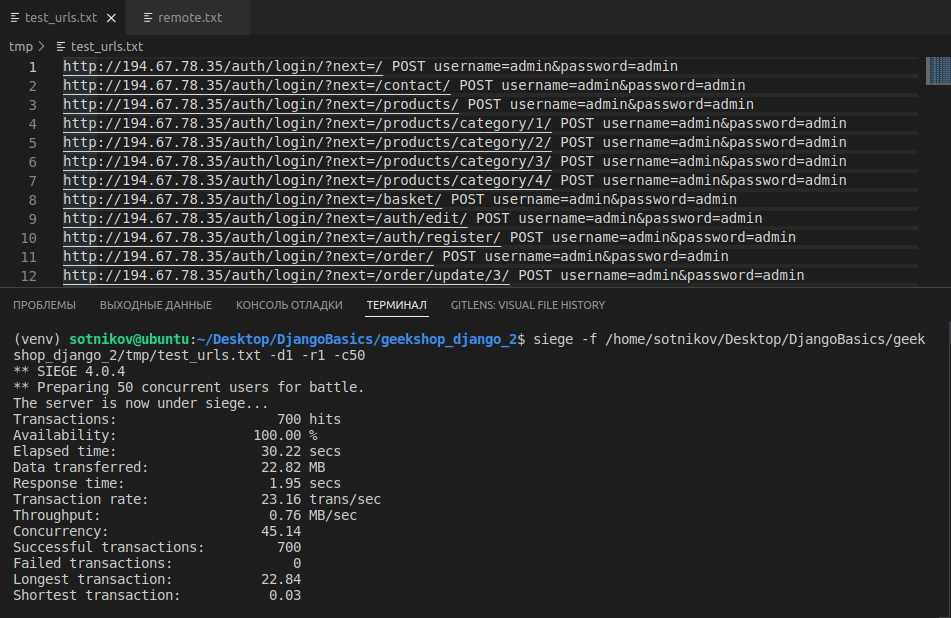 test_urls.txt × remote.txt
tmp > test_urls.txt
1 http://194.67.78.35/auth/login/?next=/ POST username=admin&password=admin
2 http://194.67.78.35/auth/login/?next=/contact/ POST username=admin&password=admin
3 http://194.67.78.35/auth/login/?next=/products/ POST username=admin&password=admin
4 http://194.67.78.35/auth/login/?next=/products/category/1/ POST username=admin&password=admin
5 http://194.67.78.35/auth/login/?next=/products/category/2/ POST username=admin&password=admin
6 http://194.67.78.35/auth/login/?next=/products/category/3/ POST username=admin&password=admin
7 http://194.67.78.35/auth/login/?next=/products/category/4/ POST username=admin&password=admin
8 http://194.67.78.35/auth/login/?next=/basket/ POST username=admin&password=admin
9 http://194.67.78.35/auth/login/?next=/auth/edit/ POST username=admin&password=admin
10 http://194.67.78.35/auth/login/?next=/auth/register/ POST username=admin&password=admin
11 http://194.67.78.35/auth/login/?next=/order/ POST username=admin&password=admin
12 http://194.67.78.35/auth/login/?next=/order/update/3/ POST username=admin&password=admin
ПРОБЛЕМЫ ВЫХОДНЫЕ ДАННЫЕ КОНСОЛЬ ОТЛАДКИ ТЕРМИНАЛ GITLENS: VISUAL FILE HISTORY
(venv) sotnikov@ubuntu:~/Desktop/DjangoBasics/geekshop_django_2$ siege -f /home/sotnikov/Desktop/DjangoBasics/geek
shop_django_2/tmp/test_urls.txt -d1 -r1 -c50
** SIEGE 4.0.4
** Preparing 50 concurrent users for battle.
The server is now under siege...
Transactions: 700 hits
Availability: 100.00 %
Elapsed time: 30.22 secs
Data transferred: 22.82 MB
Response time: 1.95 secs
Transaction rate: 23.16 trans/sec
Throughput: 0.76 MB/sec
Concurrency: 45.14
Successful transactions: 700
Failed transactions: 0
Longest transaction: 22.84
Shortest transaction: 0.03